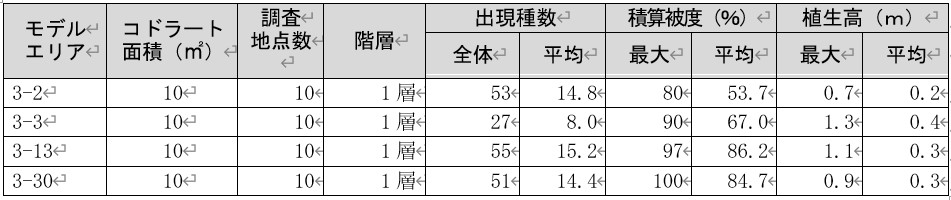 モデルエリア コドラート面積（㎡） 調査地点数 階層 出現種数 積算被度（%） 植生高（ｍ）
全体 平均 最大 平均 最大 平均
3-2 10 10 1層 53 14.8 80 53.7 0.7 0.2
3-3 10 10 1層 27 8.0 90 67.0 1.3 0.4
3-13 10 10 1層 55 15.2 97 86.2 1.1 0.3
3-30 10 10 1層 51 14.4 100 84.7 0.9 0.3